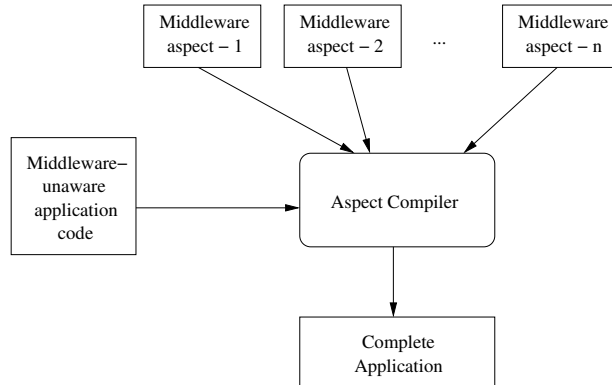 Middleware
aspect − 1
Middleware
aspect − 2
...
Middleware
aspect − n
Middleware−
unaware
application
code
Aspect Compiler
Complete
Application